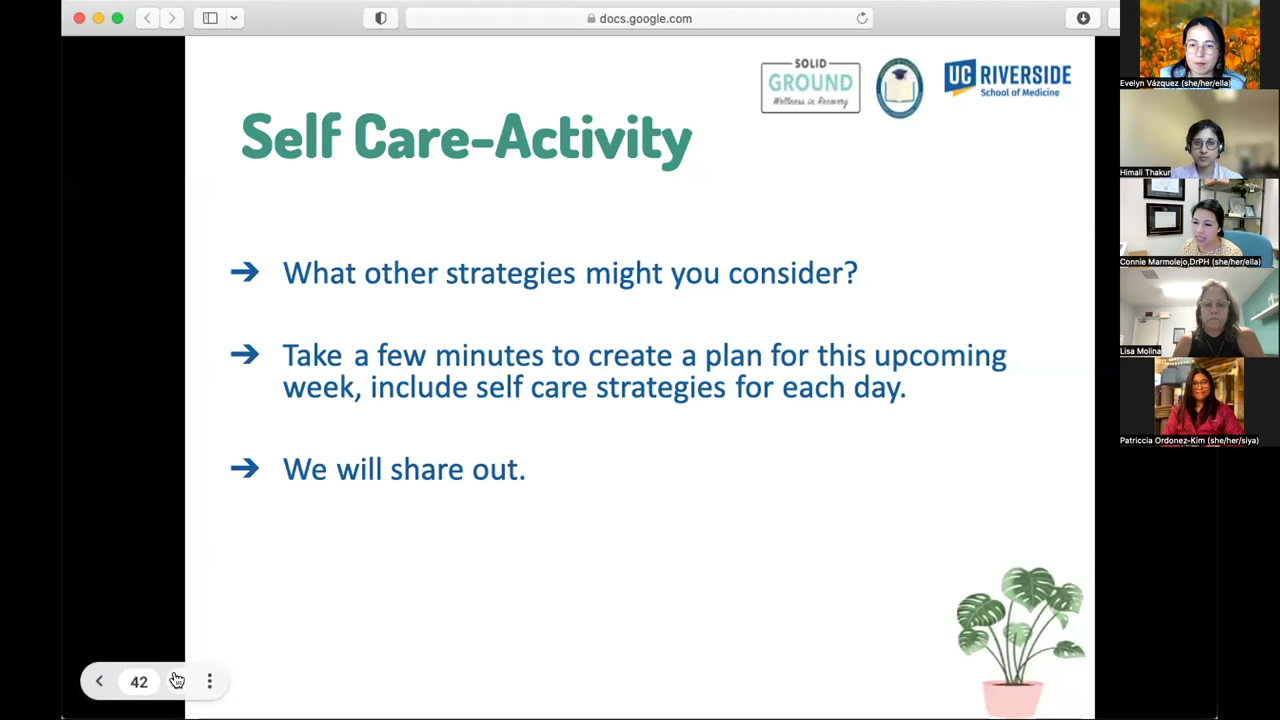 docs.google.com
SOLID
GROUND
Wellness in Recovery
UC RIVERSIDE
School of Medicine
Self Care-Activity
➔ What other strategies might you consider?
➔ Take a few minutes to create a plan for this upcoming
week, include self care strategies for each day.
➔ We will share out.
42
Evelyn Vázquez (she/her/ella)
Himali Thakur
Connie Marmolejo,DrPH (she/her/ella)
Lisa Molina
Patriccia Ordonez-Kim (she/her/siya)